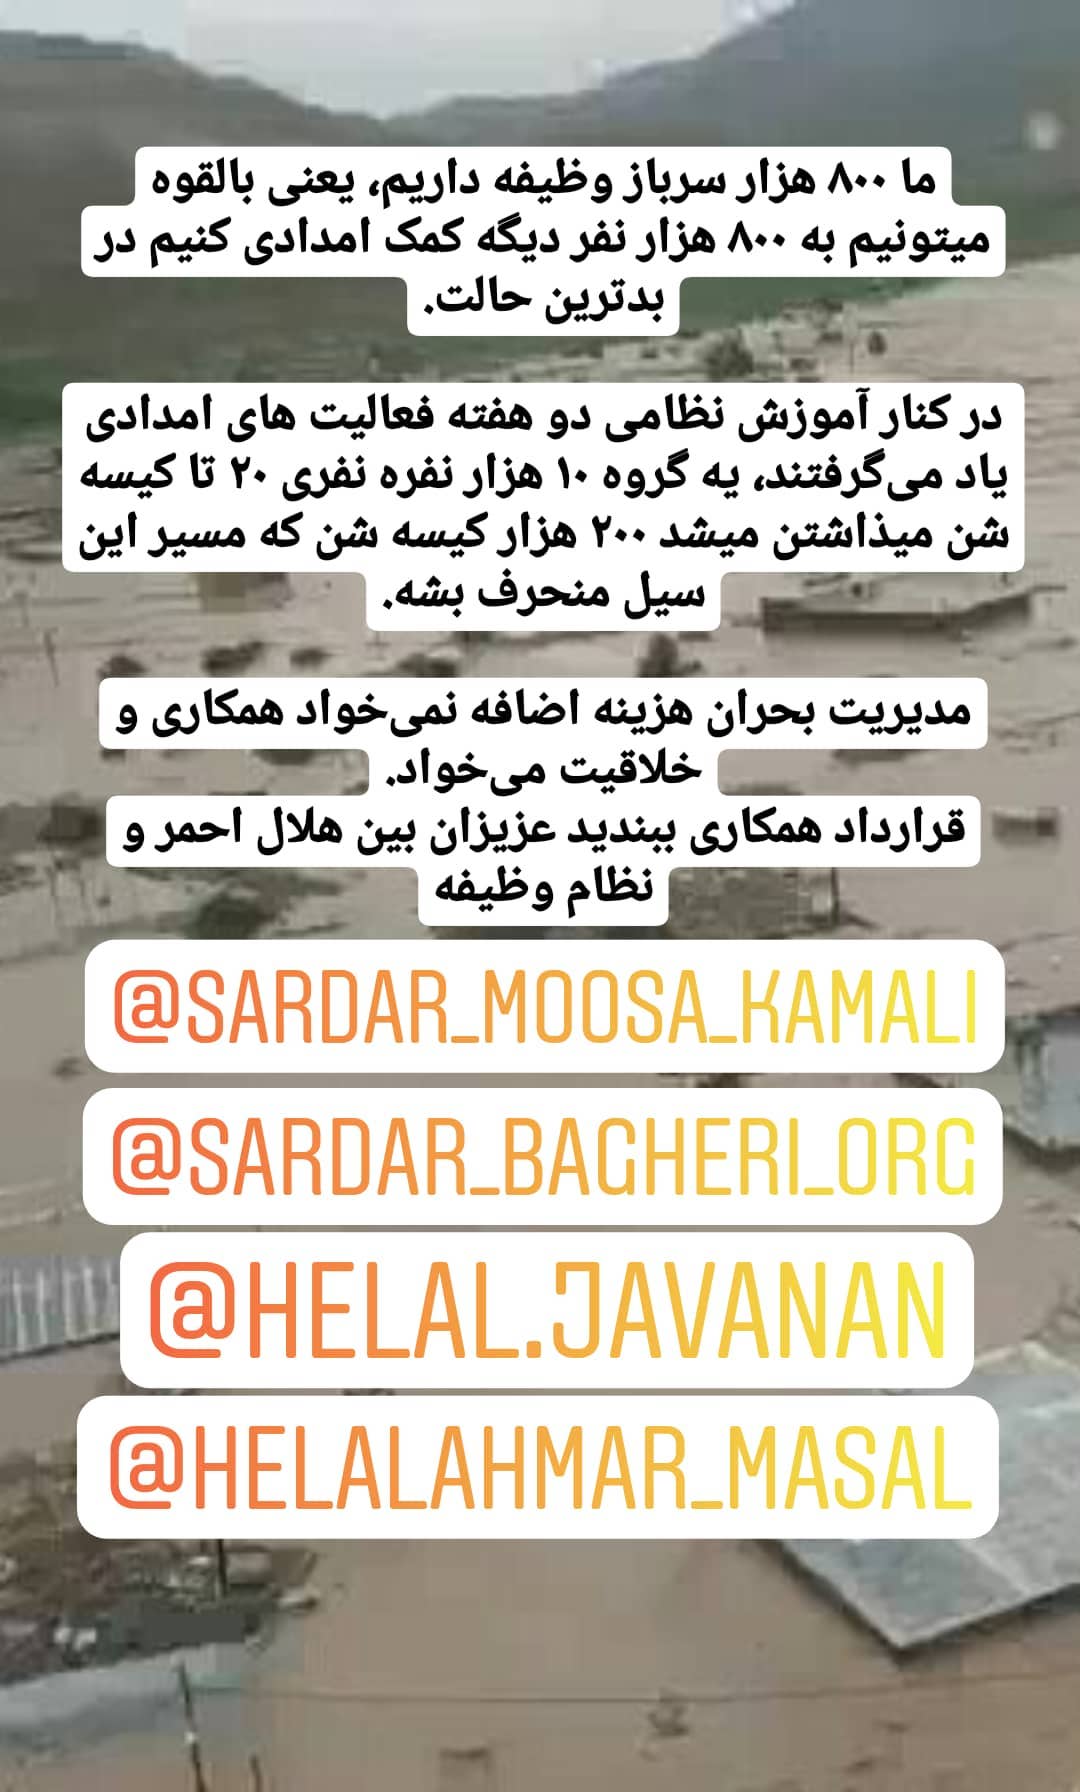 ما ۸۰۰ هزار سرباز وظیفه داریم، یعنی بالقوه
میتونیم به ۸۰۰ هزار نفر دیگه کمک امدادی کنیم در
بدترین حالت.
در کنار آموزش نظامی دو هفته فعالیت های امدادی
یاد می‌گرفتند، یه گروه ۱۰ هزار نفره نفری ۲۰ تا کیسه
شن میذاشتن میشد ۲۰۰ هزار کیسه شن که مسیر این
سیل منحرف بشه.
مدیریت بحران هزینه اضافه نمی‌خواد همکاری و
خلاقیت می‌خواد.
قرارداد همکاری ببندید عزیزان بین هلال احمر و
نظام وظیفه
@SARDAR_MOOSA_KAMALI
@SARDAR_BAGHERI_ORG
@HELAL.JAVANAN
@HELALAHMAR_MASAL